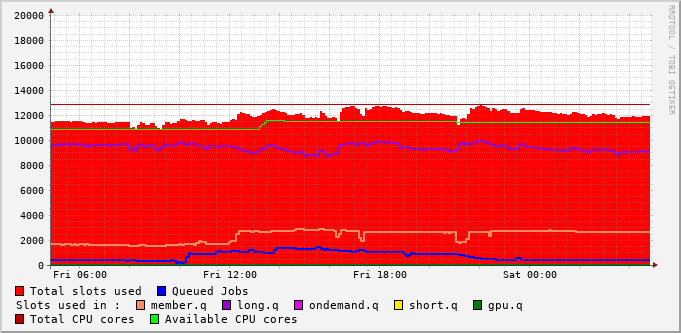 20000
18000
16000
14000
12000
10000
8000
6000
4000
2000
0
Fri 06:00 Fri 12:00 Fri 18:00 Sat 00:00
RRDTOOL / TOBI OETIKER
Total slots used Queued Jobs
Slots used in : member.q long.q ondemand.q short.q gpu.q
Total CPU cores Available CPU cores